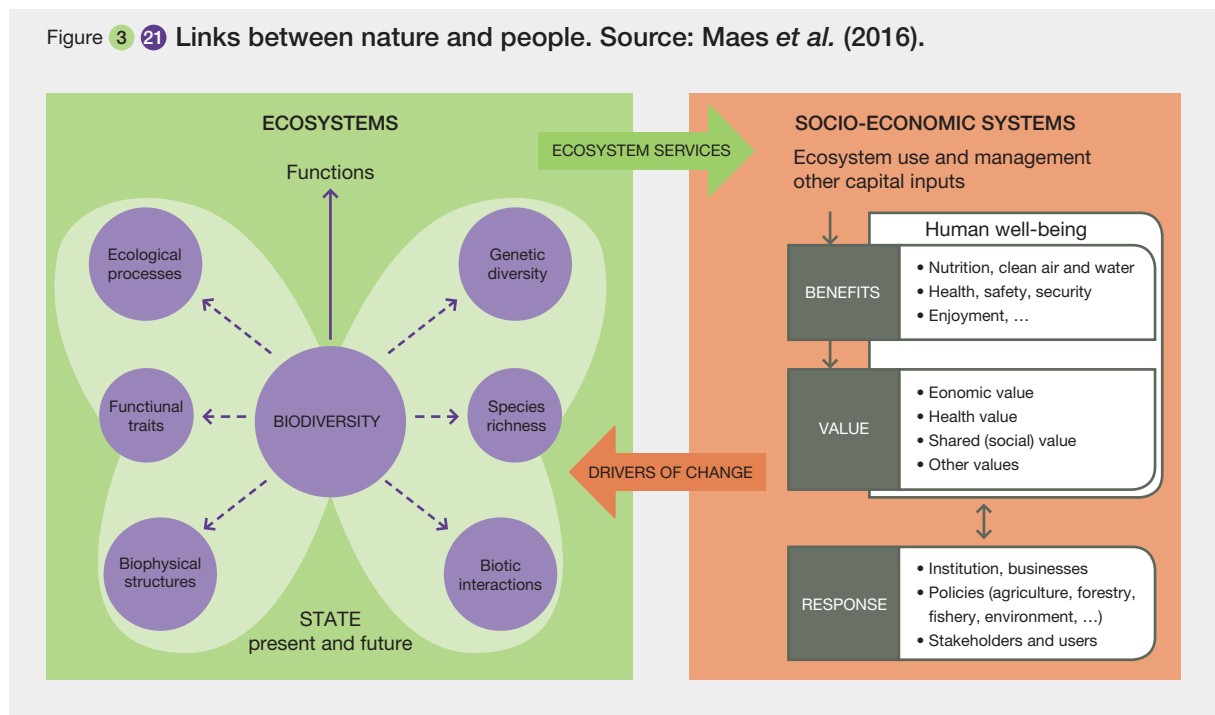 Figure 3 21 Links between nature and people. Source: Maes et al. (2016).
ECOSYSTEMS
Functions
Ecological
processes
Genetic
diversity
Functiunal
traits
BIODIVERSITY
Species
richness
Biophysical
structures
Biotic
interactions
STATE
present and future
ECOSYSTEM SERVICES
DRIVERS OF CHANGE
SOCIO-ECONOMIC SYSTEMS
Ecosystem use and management
other capital inputs
Human well-being
BENEFITS
• Nutrition, clean air and water
• Health, safety, security
• Enjoyment, …
VALUE
• Eonomic value
• Health value
• Shared (social) value
• Other values
RESPONSE
• Institution, businesses
• Policies (agriculture, forestry,
fishery, environment, …)
• Stakeholders and users